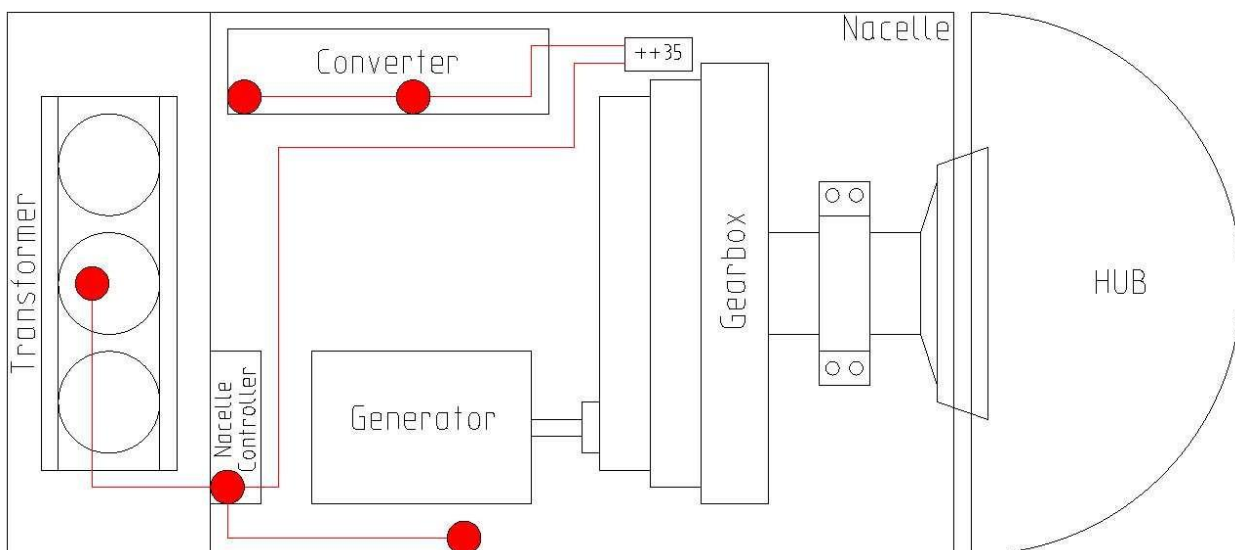 Nacelle
Converter
++35
Transformer
Gearbox
HUB
Nacelle
Controller
Generator